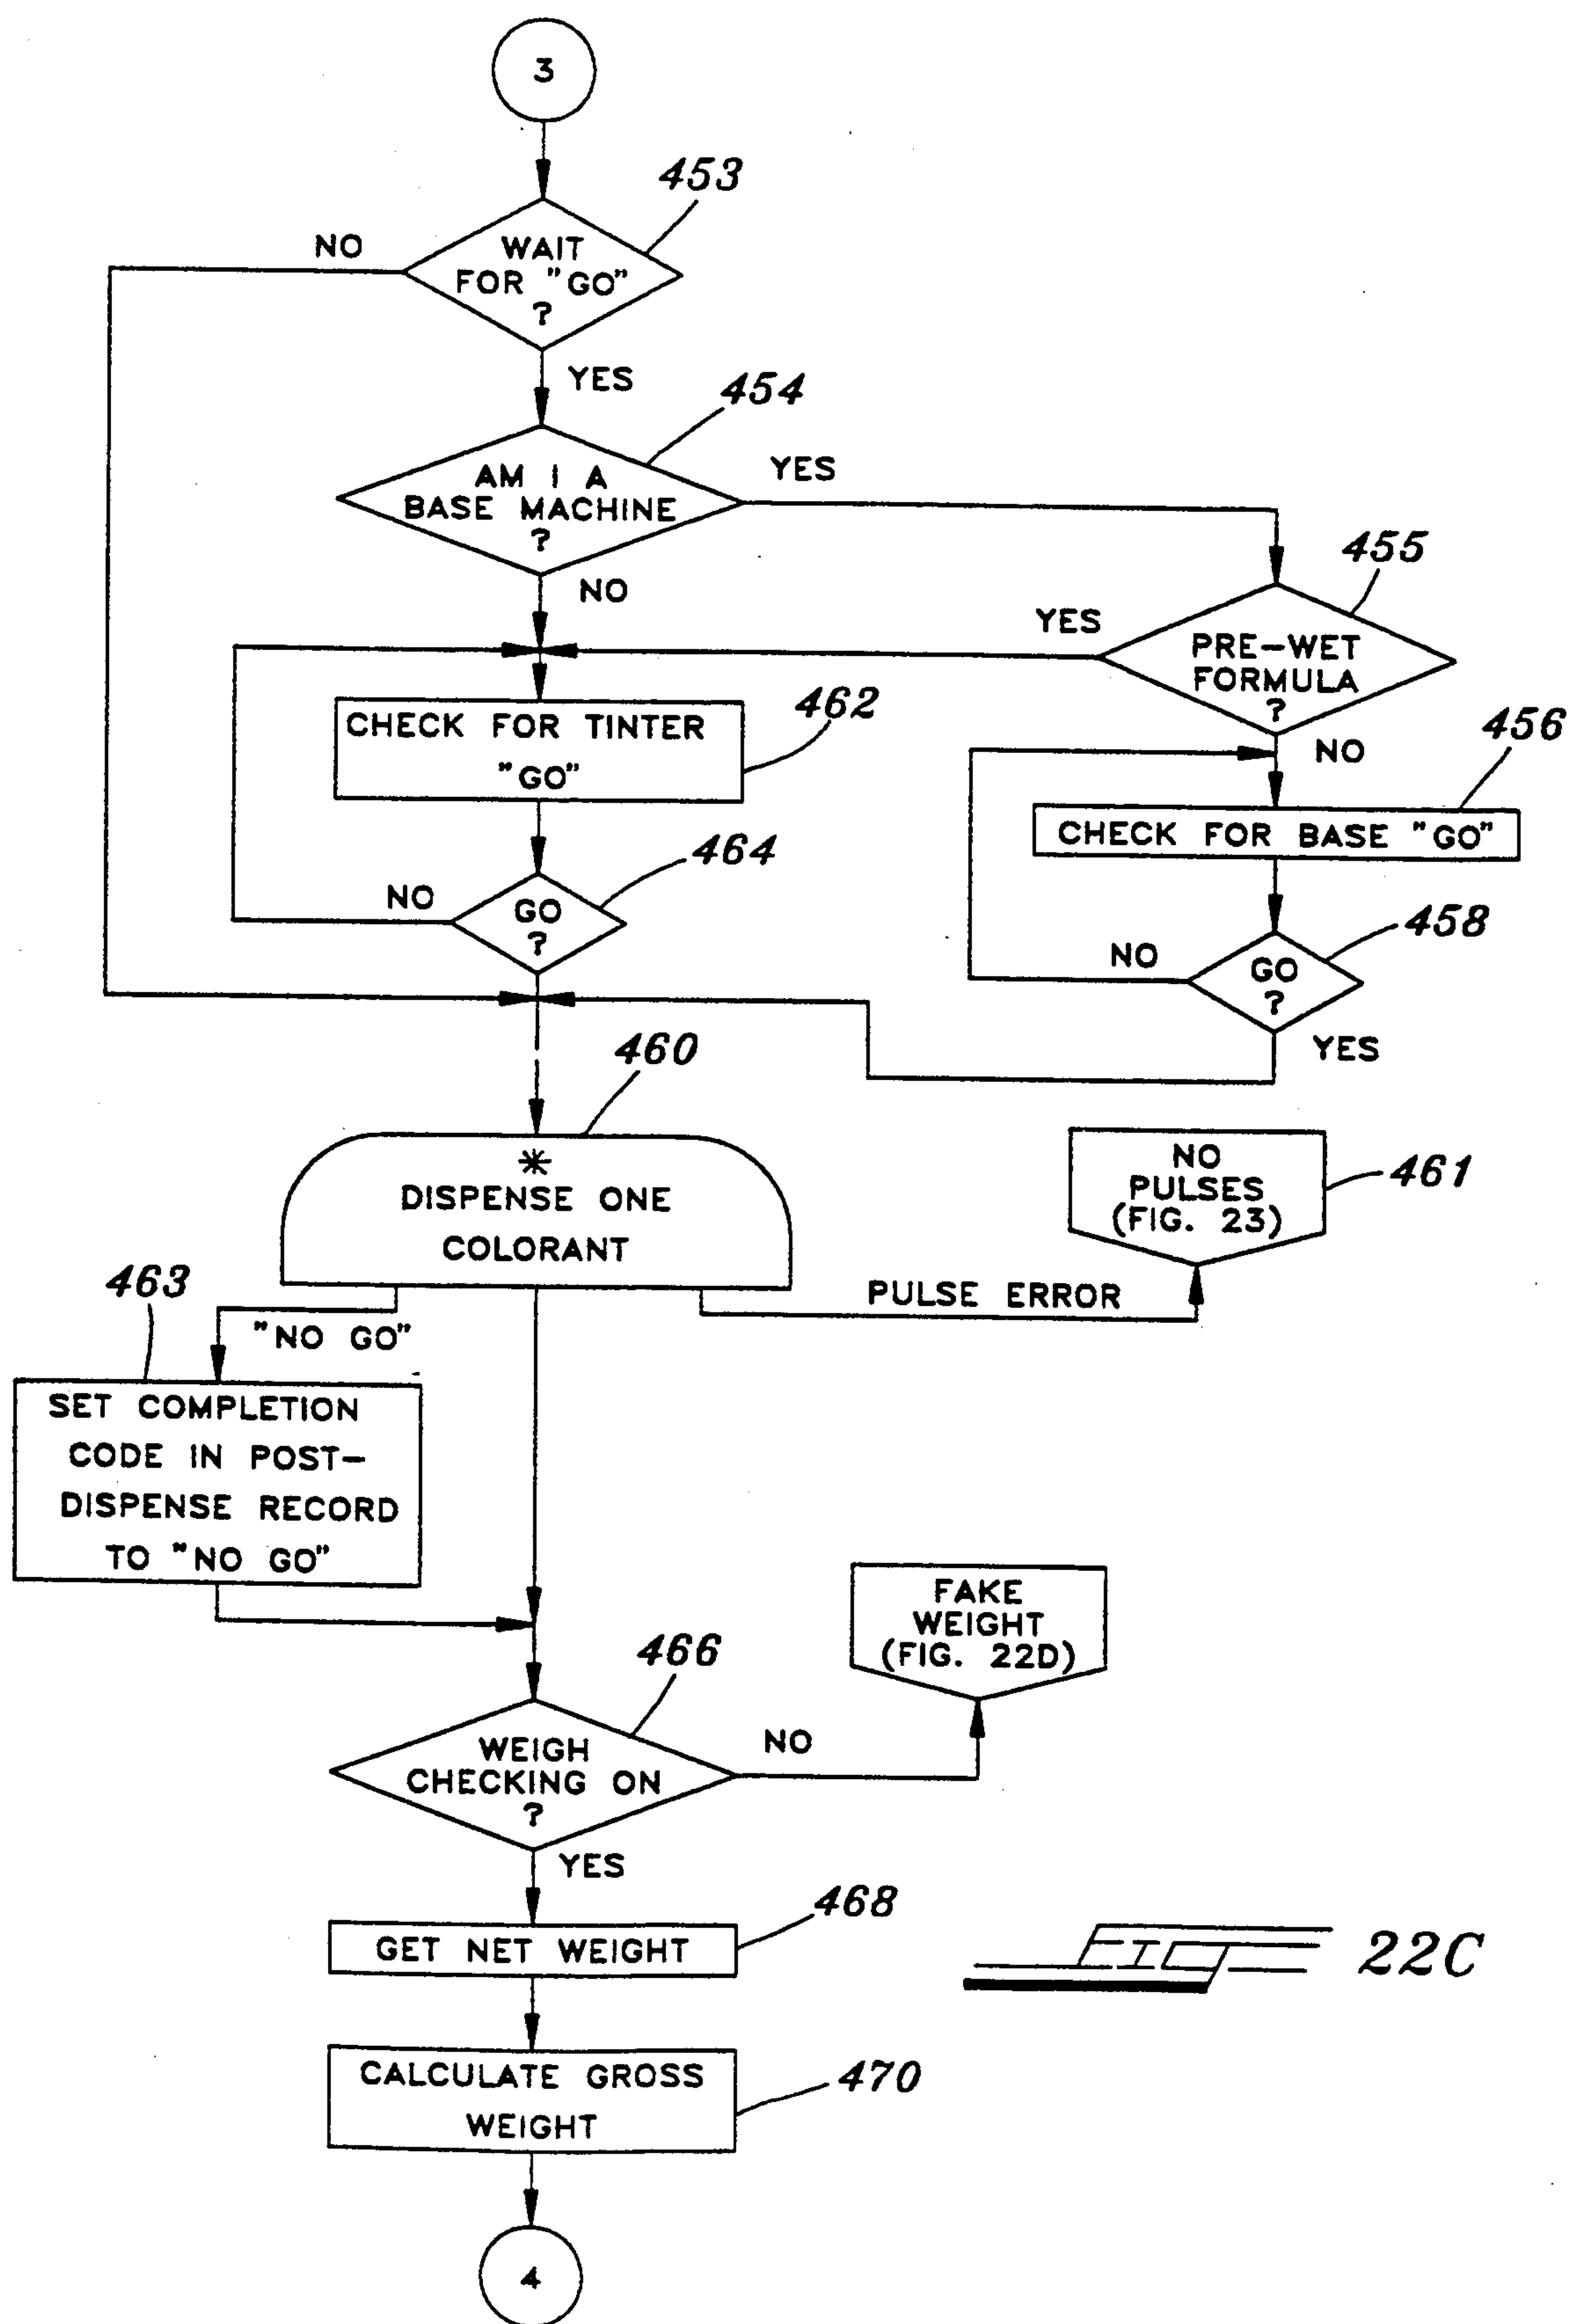 3
453
NO
WAIT
FOR "GO"
?
YES
454
AM I A
BASE MACHINE
?
YES
NO
455
YES
PRE-WET
FORMULA
?
NO
462
CHECK FOR TINTER
"GO"
456
CHECK FOR BASE "GO"
464
NO
GO
?
458
NO
GO
?
YES
460
*
DISPENSE ONE
COLORANT
NO
PULSES
(FIG. 23)
461
PULSE ERROR
463
"NO GO"
SET COMPLETION
CODE IN POST-
DISPENSE RECORD
TO "NO GO"
FAKE
WEIGHT
(FIG. 22D)
466
WEIGH
CHECKING ON
?
NO
YES
468
GET NET WEIGHT
FIG 22C
CALCULATE GROSS
WEIGHT
470
4